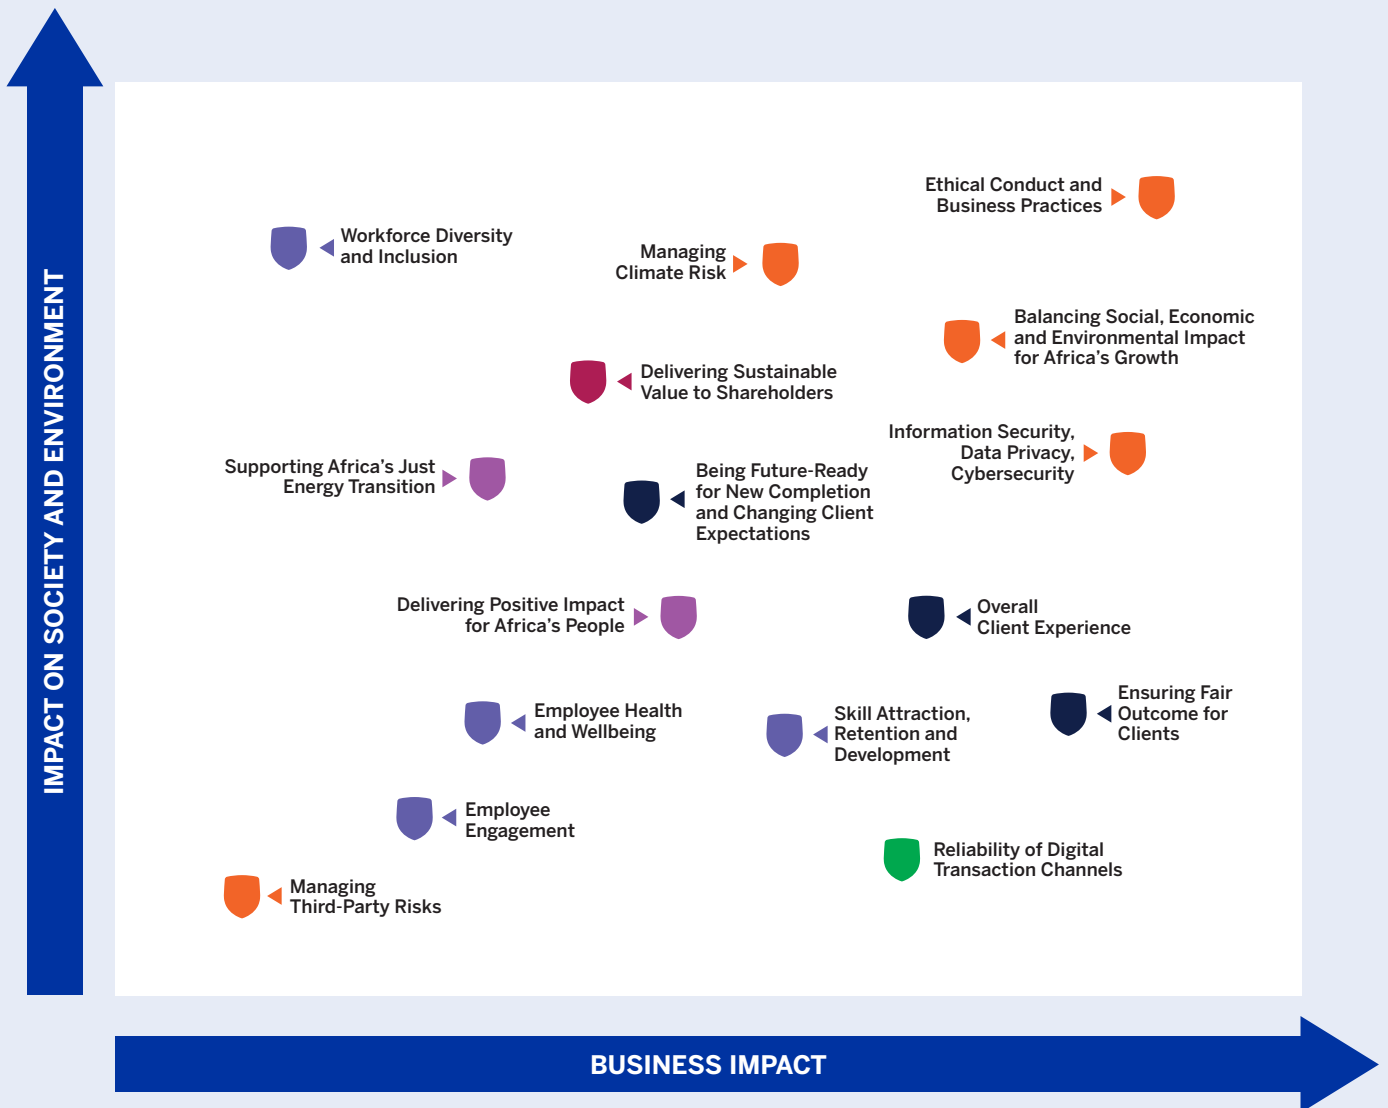 IMPACT ON SOCIETY AND ENVIRONMENT
Ethical Conduct and
Business Practices
Workforce Diversity
and Inclusion
Managing
Climate Risk
Balancing Social, Economic
and Environmental Impact
for Africa’s Growth
Delivering Sustainable
Value to Shareholders
Information Security,
Data Privacy,
Cybersecurity
Supporting Africa’s Just
Energy Transition
Being Future-Ready
for New Completion
and Changing Client
Expectations
Delivering Positive Impact
for Africa’s People
Overall
Client Experience
Employee Health
and Wellbeing
Skill Attraction,
Retention and
Development
Ensuring Fair
Outcome for
Clients
Employee
Engagement
Reliability of Digital
Transaction Channels
Managing
Third-Party Risks
BUSINESS IMPACT